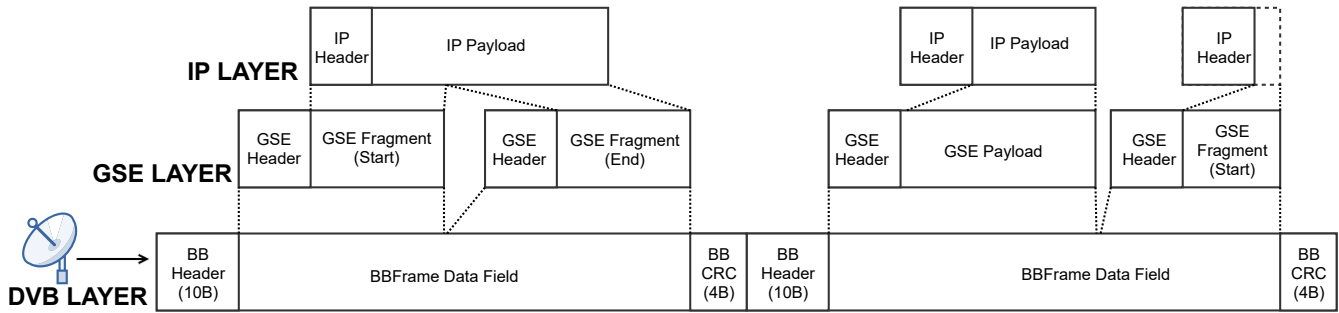 IP
Header
IP Payload
IP
Header
IP Payload
IP
Header
IP LAYER
GSE
Header
GSE Fragment
(Start)
GSE
Header
GSE Fragment
(End)
GSE
Header
GSE Payload
GSE
Header
GSE
Fragment
(Start)
GSE LAYER
BB
Header
(10B)
BBFrame Data Field
BB
CRC
(4B)
BB
Header
(10B)
BBFrame Data Field
BB
CRC
(4B)
DVB LAYER